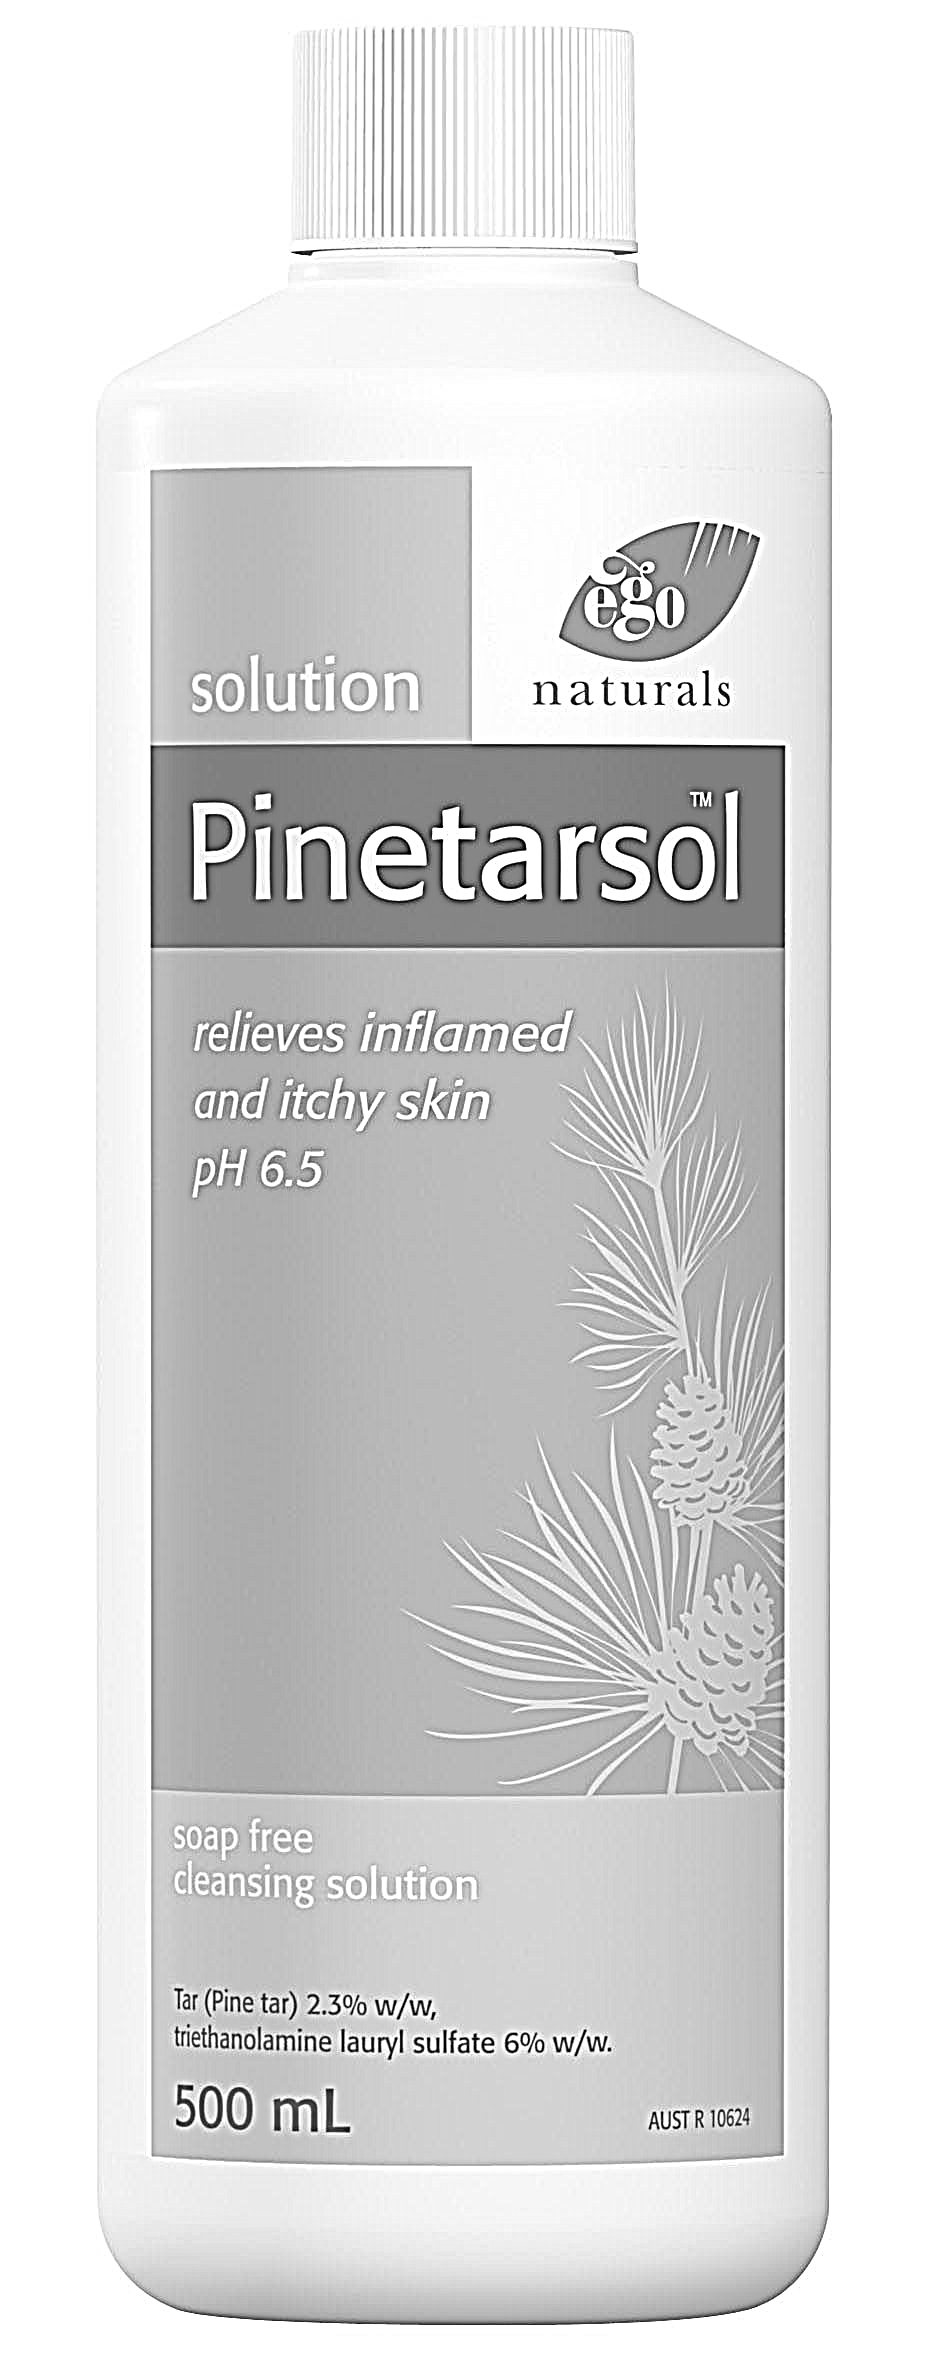 ego
naturals
solution
Pinetarsol™
relieves inflamed
and itchy skin
pH 6.5
soap free
cleansing solution
Tar (Pine tar) 2.3% w/w,
triethanolamine lauryl sulfate 6% w/w.
500 mL
AUST R 10624